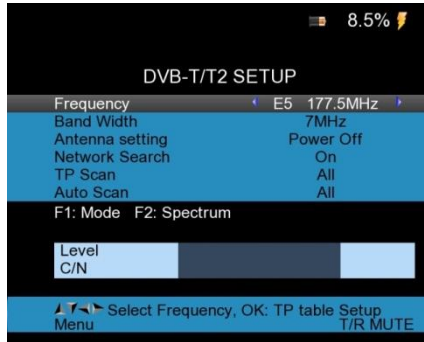 8.5%
DVB-T/T2 SETUP
Frequency E5 177.5MHz
Band Width 7MHz
Antenna setting Power Off
Network Search On
TP Scan All
Auto Scan All
F1: Mode F2: Spectrum
Level
C/N
Select Frequency, OK: TP table Setup
Menu T/R MUTE